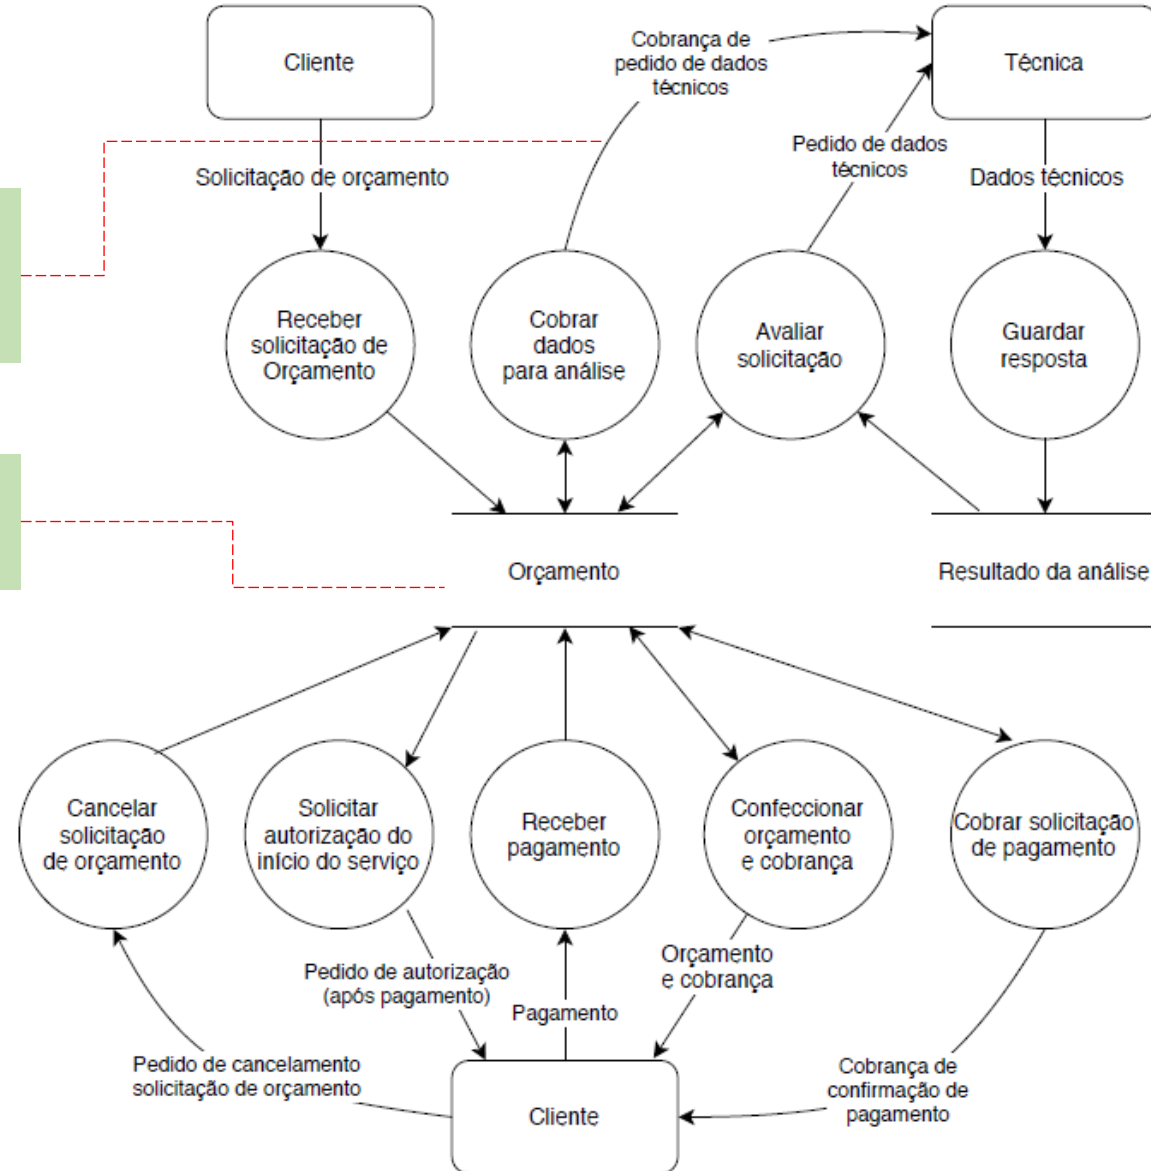 Cliente
Cobrança de
pedido de dados
técnicos
Técnica
Solicitação de orçamento
Pedido de dados
técnicos
Dados técnicos
Receber
solicitação de
Orçamento
Cobrar
dados
para análise
Avaliar
solicitação
Guardar
resposta
Orçamento
Resultado da análise
Cancelar
solicitação
de orçamento
Solicitar
autorização do
início do serviço
Receber
pagamento
Confeccionar
orçamento
e cobrança
Cobrar solicitação
de pagamento
Pedido de autorização
(após pagamento)
Pagamento
Orçamento
e cobrança
Pedido de cancelamento
solicitação de orçamento
Cliente
Cobrança de
confirmação de
pagamento